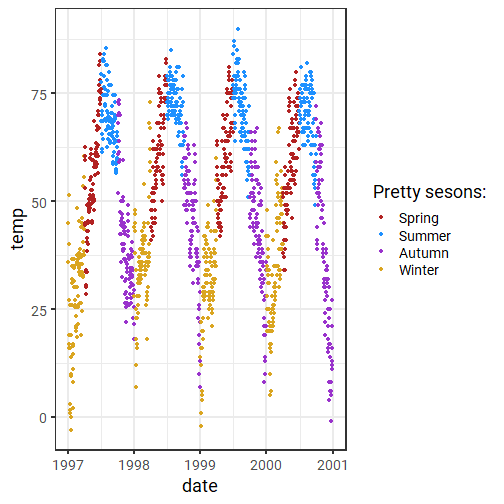 75
50
25
0
temp
1997
1998
1999
2000
2001
date
Pretty sesons:
Spring
Summer
Autumn
Winter